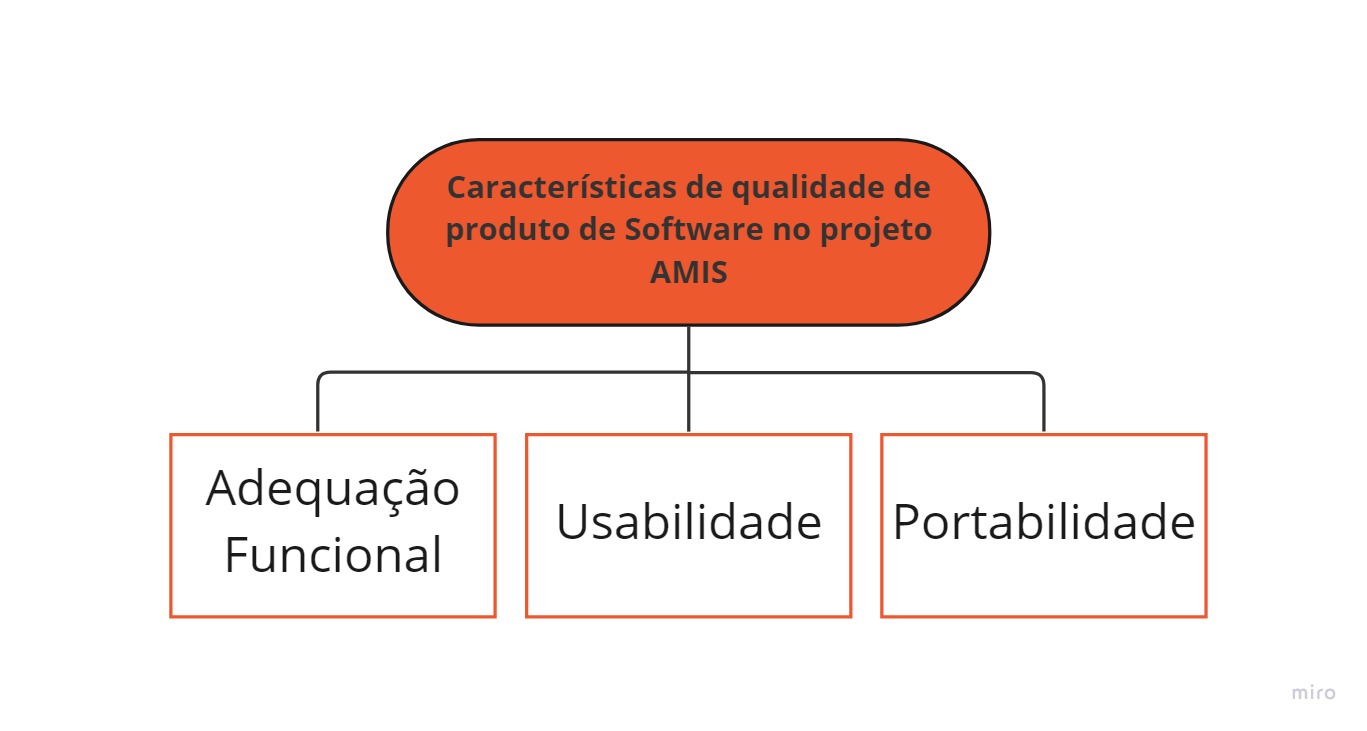 Características de qualidade de
produto de Software no projeto
AMIS
Adequação
Funcional
Usabilidade
Portabilidade
miro